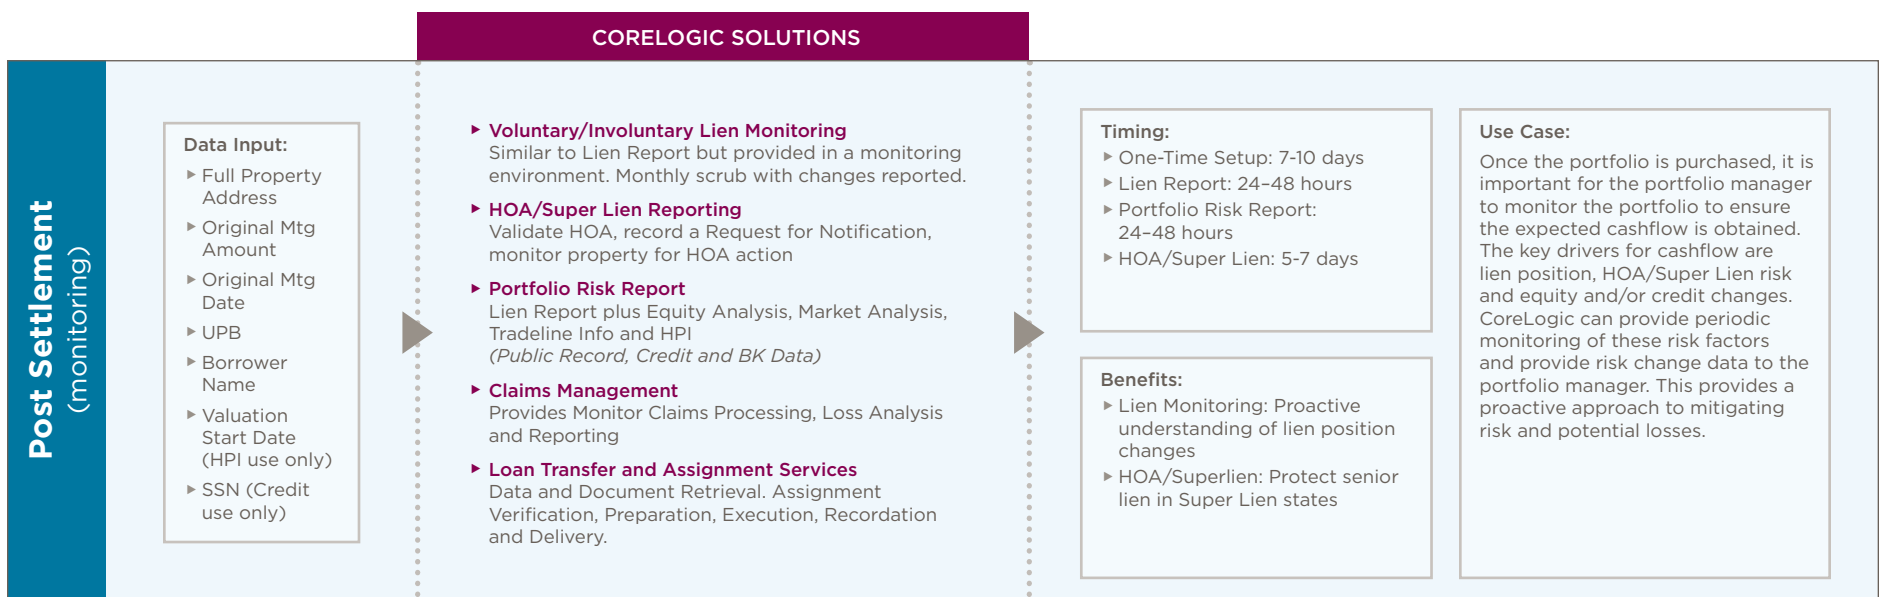 CORELOGIC SOLUTIONS
Post Settlement
(monitoring)
Data Input:
▶ Full Property
Address
▶ Original Mtg
Amount
▶ Original Mtg
Date
▶ UPB
▶ Borrower
Name
▶ Valuation
Start Date
(HPI use only)
▶ SSN (Credit
use only)
▶ Voluntary/Involuntary Lien Monitoring
Similar to Lien Report but provided in a monitoring
environment. Monthly scrub with changes reported.
▶ HOA/Super Lien Reporting
Validate HOA, record a Request for Notification,
monitor property for HOA action
▶ Portfolio Risk Report
Lien Report plus Equity Analysis, Market Analysis,
Tradeline Info and HPI
(Public Record, Credit and BK Data)
▶ Claims Management
Provides Monitor Claims Processing, Loss Analysis
and Reporting
▶ Loan Transfer and Assignment Services
Data and Document Retrieval. Assignment
Verification, Preparation, Execution, Recordation
and Delivery.
Timing:
▶ One-Time Setup: 7-10 days
▶ Lien Report: 24–48 hours
▶ Portfolio Risk Report:
24–48 hours
▶ HOA/Super Lien: 5-7 days
Benefits:
▶ Lien Monitoring: Proactive
understanding of lien position
changes
▶ HOA/Superlien: Protect senior
lien in Super Lien states
Use Case:
Once the portfolio is purchased, it is
important for the portfolio manager
to monitor the portfolio to ensure
the expected cashflow is obtained.
The key drivers for cashflow are
lien position, HOA/Super Lien risk
and equity and/or credit changes.
CoreLogic can provide periodic
monitoring of these risk factors
and provide risk change data to the
portfolio manager. This provides a
proactive approach to mitigating
risk and potential losses.